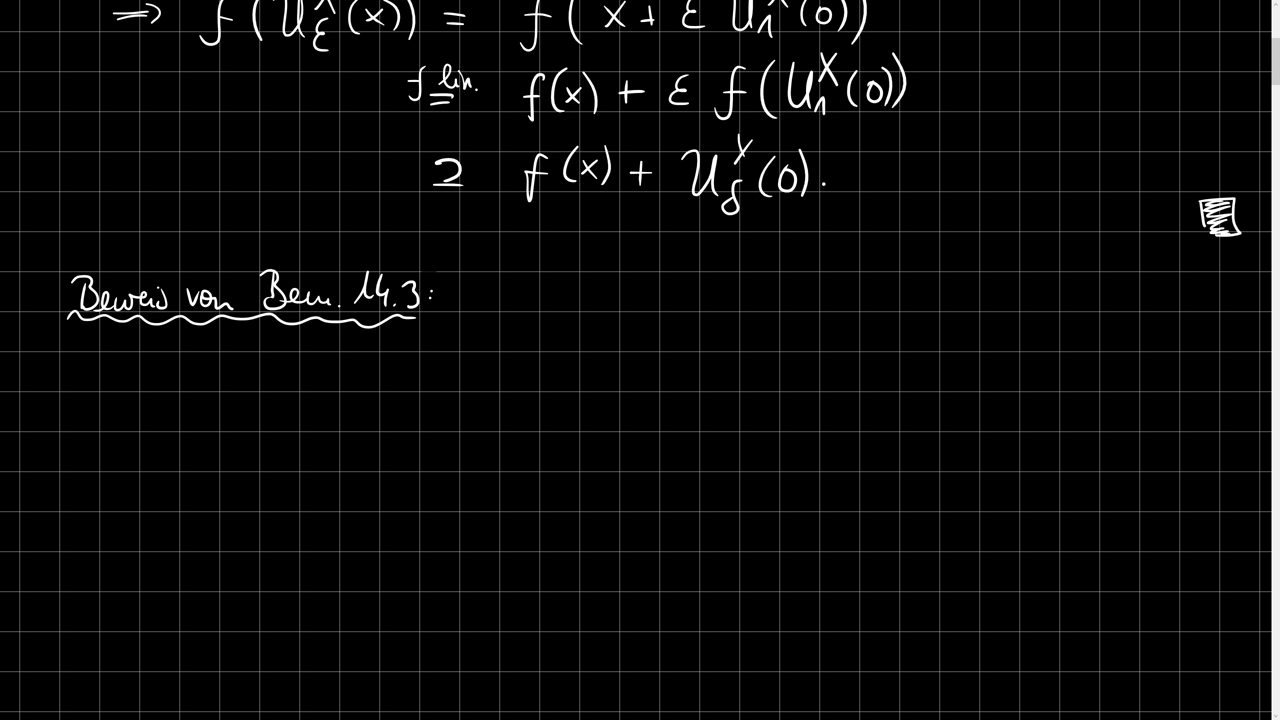 ⇒ f(U_ε^X(x)) = f(x + ε U_1^X(0))
f lin. = f(x) + ε f(U_1^X(0))
⊇ f(x) + U_δ^Y(0).
Beweis von Bem. 14.3: